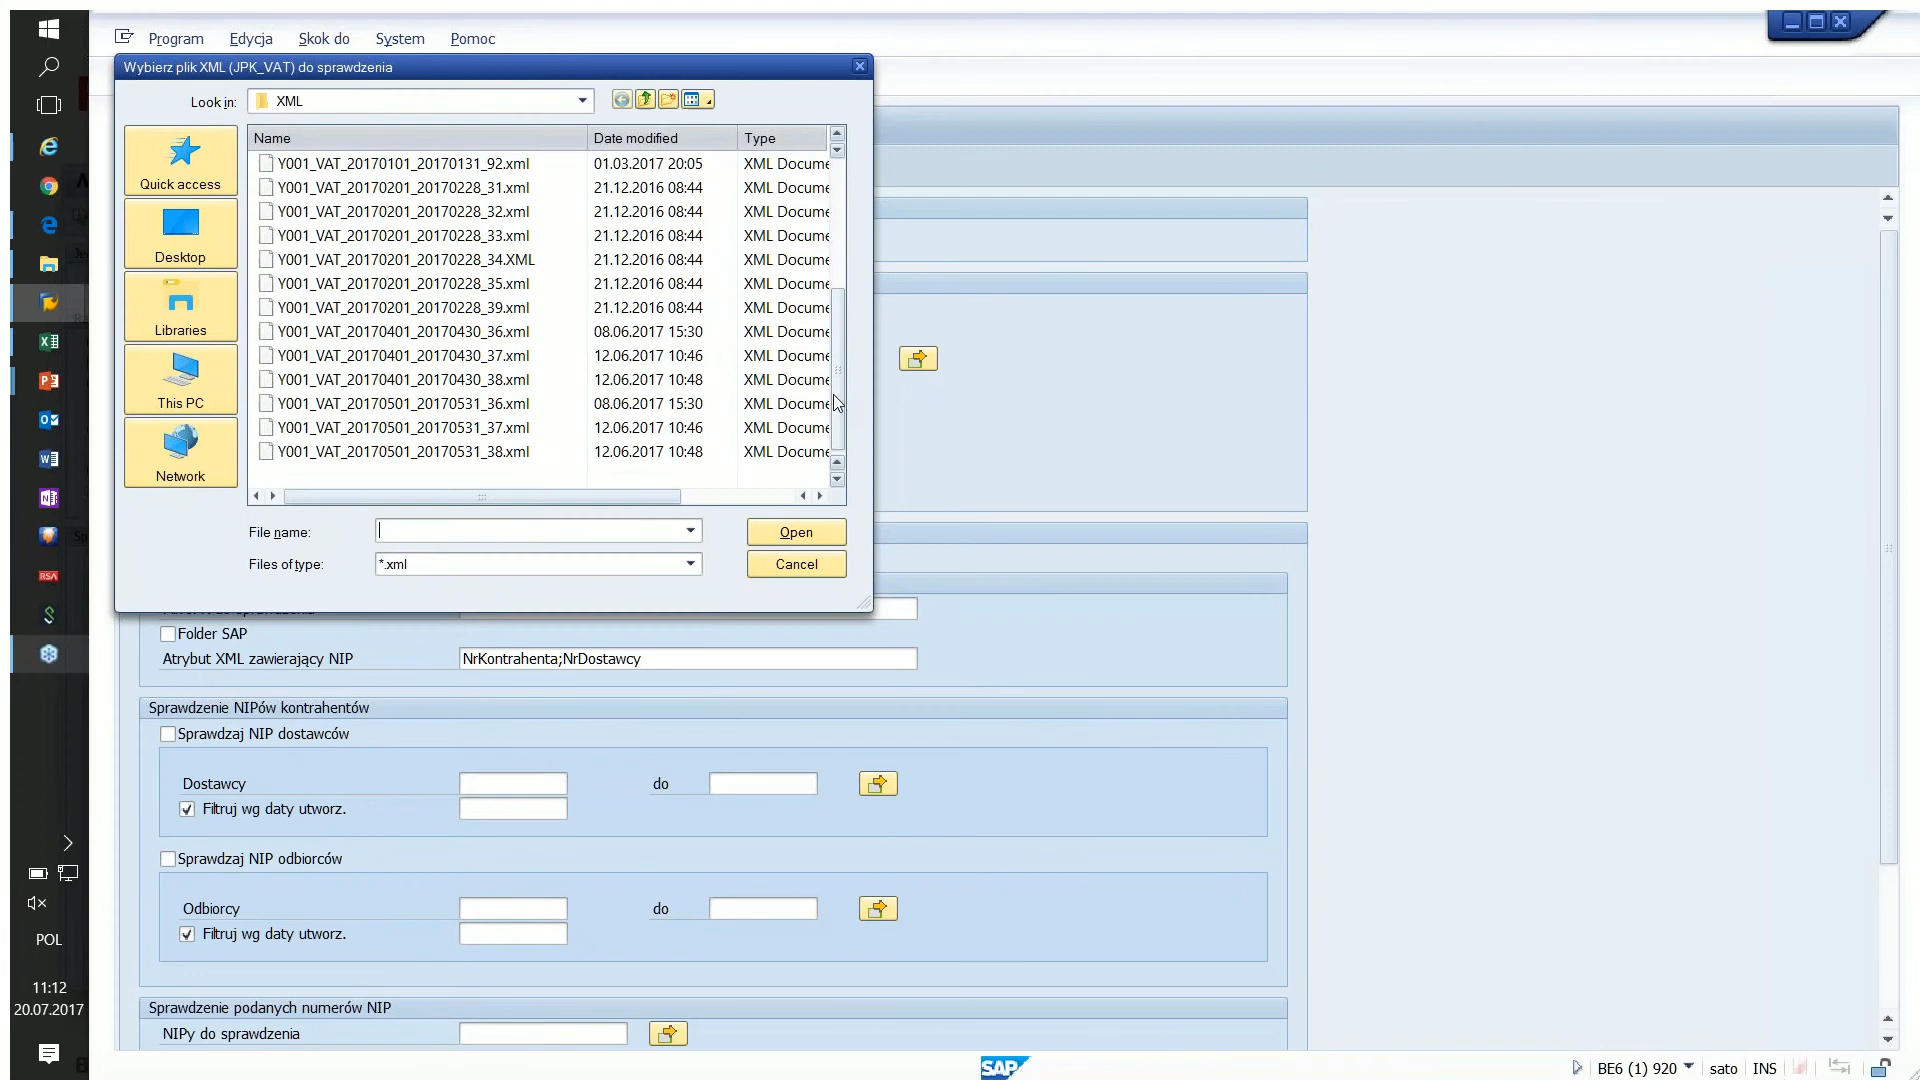 Program Edycja Skok do System Pomoc
Wybierz plik XML (JPK_VAT) do sprawdzenia
Look in: XML
Quick access
Desktop
Libraries
This PC
Network
Name Date modified Type
Y001_VAT_20170101_20170131_92.xml 01.03.2017 20:05 XML Docume
Y001_VAT_20170201_20170228_31.xml 21.12.2016 08:44 XML Docume
Y001_VAT_20170201_20170228_32.xml 21.12.2016 08:44 XML Docume
Y001_VAT_20170201_20170228_33.xml 21.12.2016 08:44 XML Docume
Y001_VAT_20170201_20170228_34.XML 21.12.2016 08:44 XML Docume
Y001_VAT_20170201_20170228_35.xml 21.12.2016 08:44 XML Docume
Y001_VAT_20170201_20170228_39.xml 21.12.2016 08:44 XML Docume
Y001_VAT_20170401_20170430_36.xml 08.06.2017 15:30 XML Docume
Y001_VAT_20170401_20170430_37.xml 12.06.2017 10:46 XML Docume
Y001_VAT_20170401_20170430_38.xml 12.06.2017 10:48 XML Docume
Y001_VAT_20170501_20170531_36.xml 08.06.2017 15:30 XML Docume
Y001_VAT_20170501_20170531_37.xml 12.06.2017 10:46 XML Docume
Y001_VAT_20170501_20170531_38.xml 12.06.2017 10:48 XML Docume
File name: Open
Files of type: *.xml Cancel
Folder SAP
Atrybut XML zawierający NIP NrKontrahenta;NrDostawcy
Sprawdzenie NIPów kontrahentów
Sprawdzaj NIP dostawców
Dostawcy do
Filtruj wg daty utworz.
Sprawdzaj NIP odbiorców
Odbiorcy do
Filtruj wg daty utworz.
Sprawdzenie podanych numerów NIP
NIPy do sprawdzenia
RSA
POL
11:12
20.07.2017
SAP BE6 (1) 920 sato INS